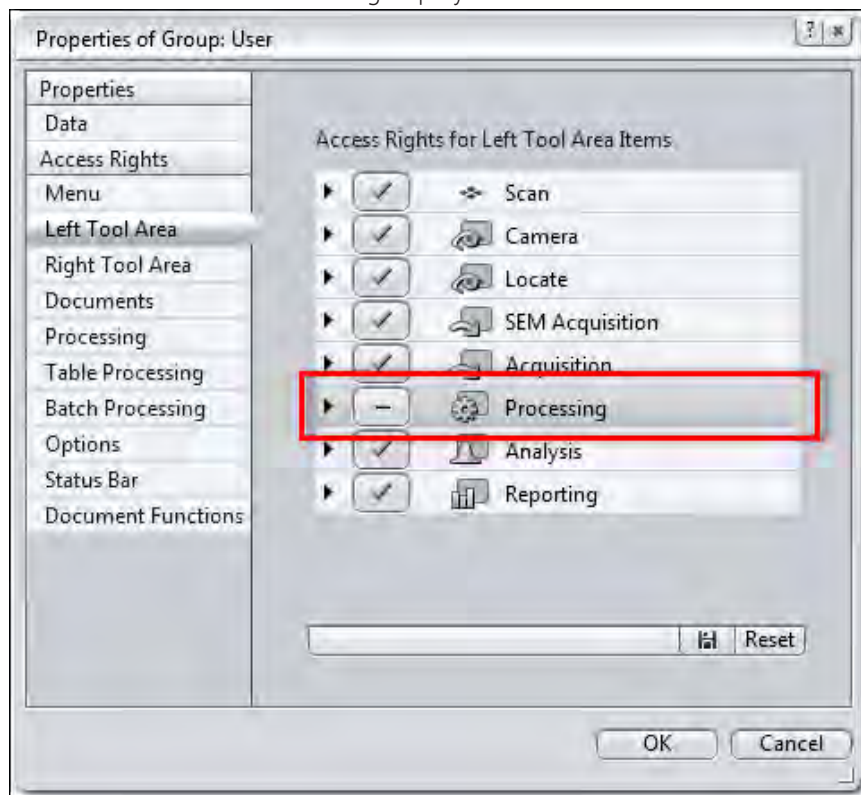 Properties of Group: User
Properties
Data
Access Rights
Menu
Left Tool Area
Right Tool Area
Documents
Processing
Table Processing
Batch Processing
Options
Status Bar
Document Functions
Access Rights for Left Tool Area Items
Scan
Camera
Locate
SEM Acquisition
Acquisition
Processing
Analysis
Reporting
Reset
OK Cancel